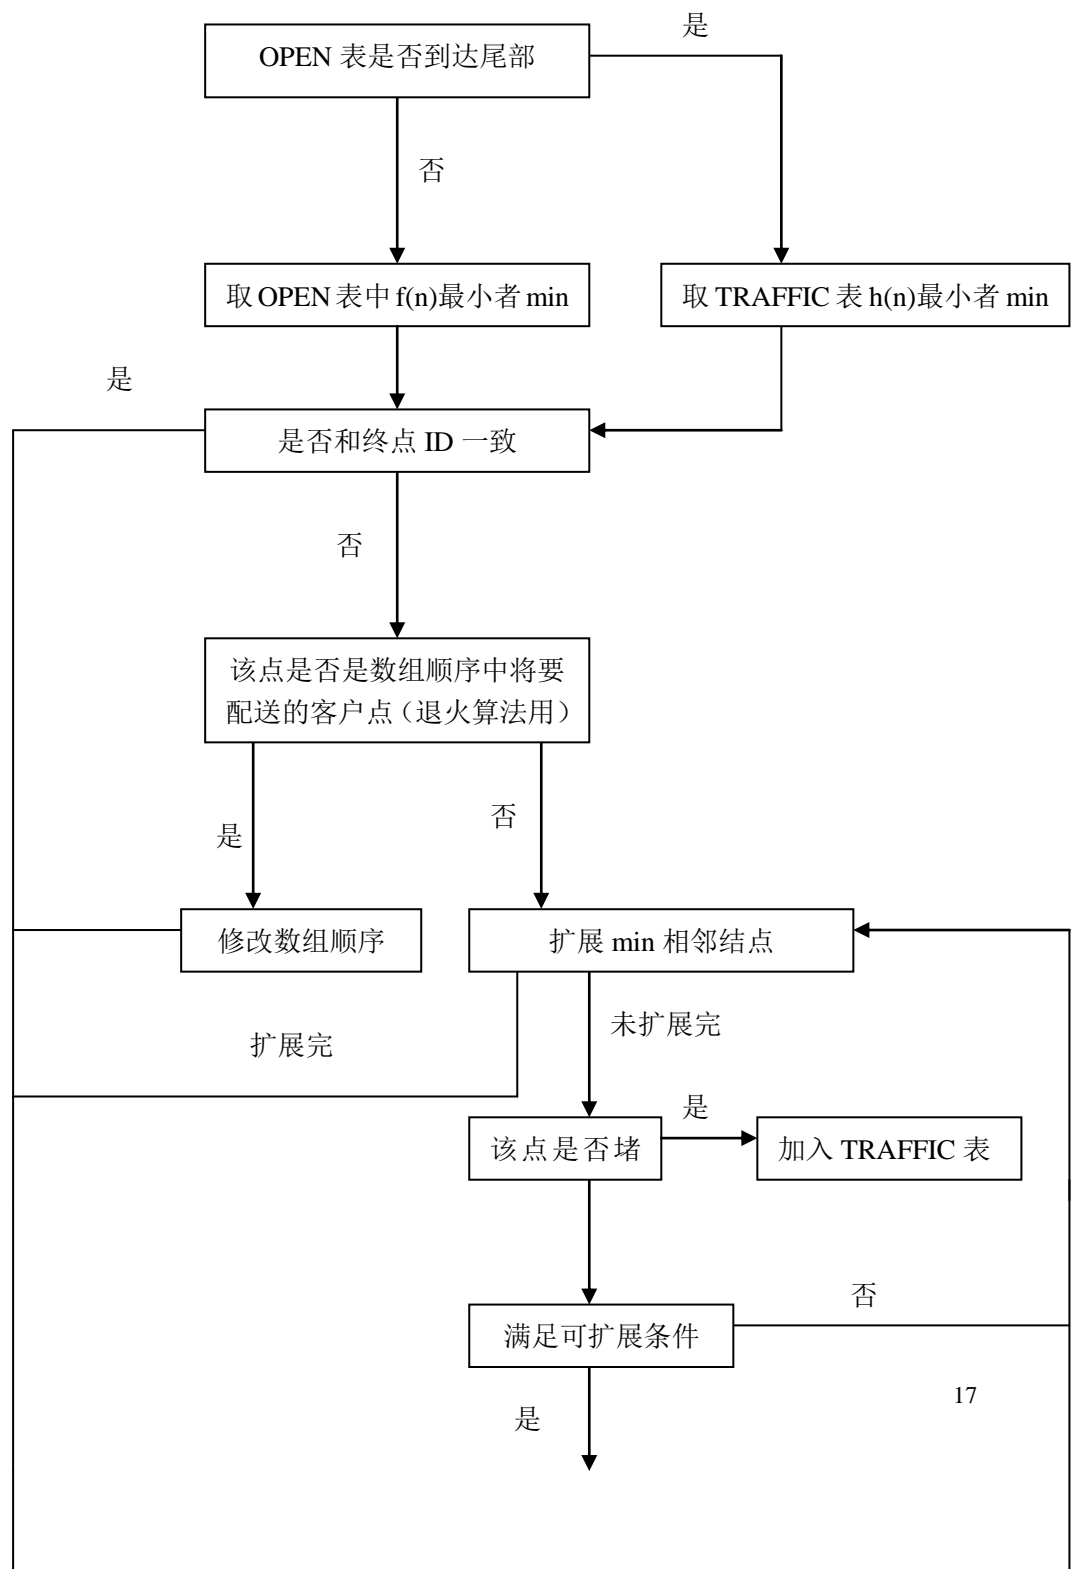 是
OPEN 表是否到达尾部
否
取 OPEN 表中 f(n)最小者 min
取 TRAFFIC 表 h(n)最小者 min
是
是否和终点 ID 一致
否
该点是否是数组顺序中将要
配送的客户点（退火算法用）
是
否
修改数组顺序
扩展 min 相邻结点
扩展完
未扩展完
是
该点是否堵
加入 TRAFFIC 表
否
满足可扩展条件
17
是